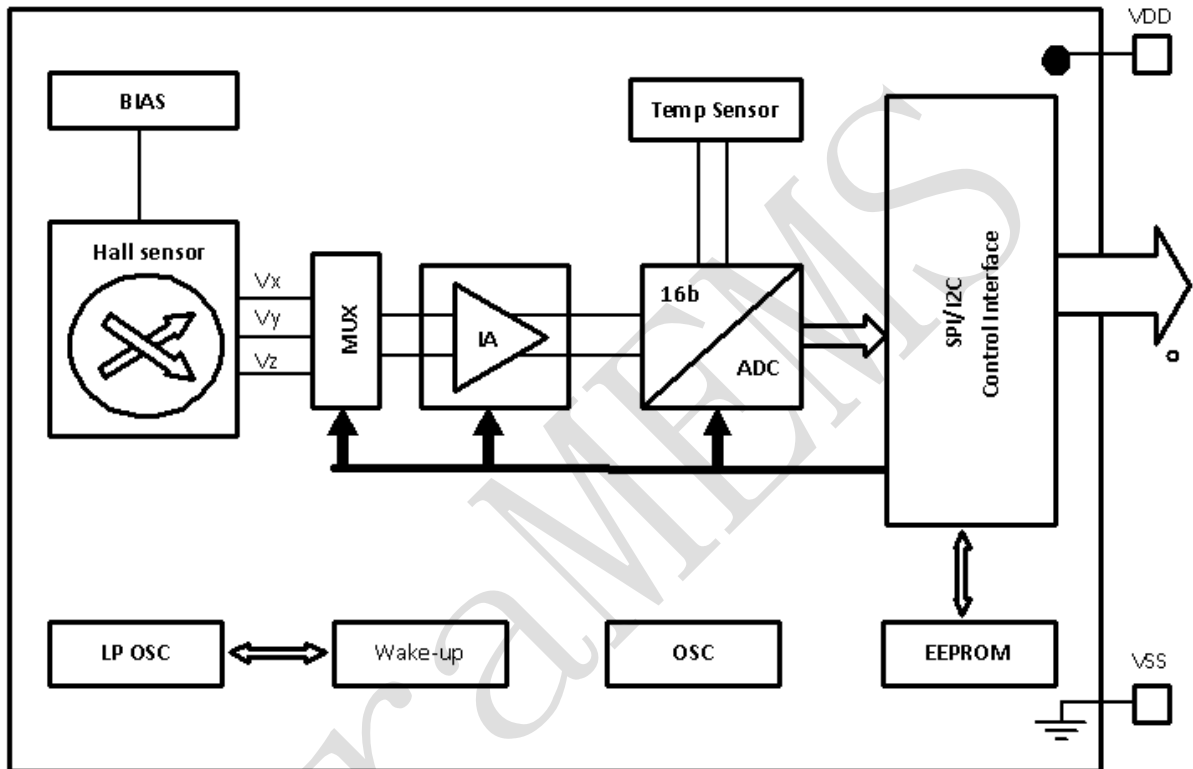 VDD
BIAS
Temp Sensor
Hall sensor
Vx
Vy
Vz
MUX
IA
16b
ADC
SPI/I2C
Control Interface
LP OSC
Wake-up
OSC
EEPROM
VSS
raMEMS